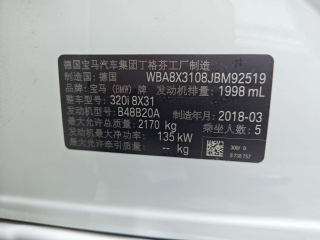 德国宝马汽车集团丁格芬工厂制造
制造国：德国 WBA8X3108JBM92519
品牌：宝马（BMW）牌 发动机排量：1998 mL
整车型号：320i 8X31
发动机型号：B48B20A
最大允许总质量：2170 kg 制造年月：2018-03
发动机最大净功率：135 kW 乘坐人数：5
最大允许牵引质量：-- kg